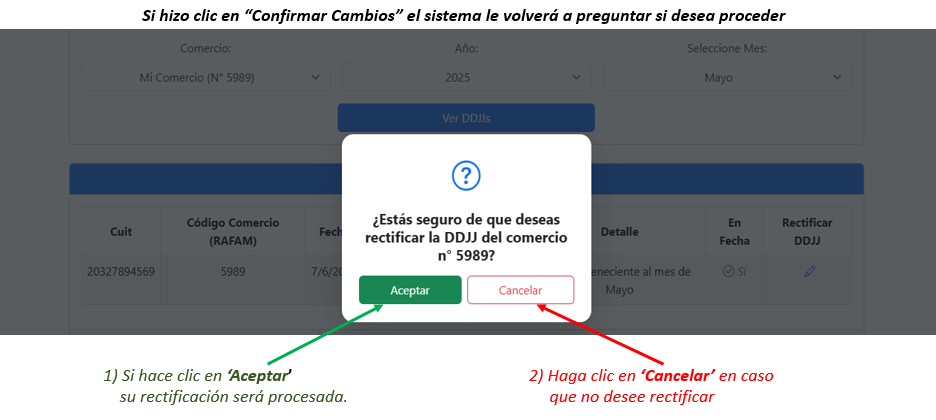 Si hizo clic en “Confirmar Cambios” el sistema le volverá a preguntar si desea proceder
Comercio: Año: Seleccione Mes:
Mi Comercio (N° 5989) 2025 Mayo
Ver DDJJs
¿Estás seguro de que deseas
rectificar la DDJJ del comercio
n° 5989?
Aceptar Cancelar
Cuit Código Comercio Fech Detalle En Rectificar
(RAFAM) Fecha DDJJ
20327894569 5989 7/6/20 eneciente al mes de Sí
Mayo
1) Si hace clic en ‘Aceptar’ 2) Haga clic en ‘Cancelar’ en caso
su rectificación será procesada. que no desee rectificar